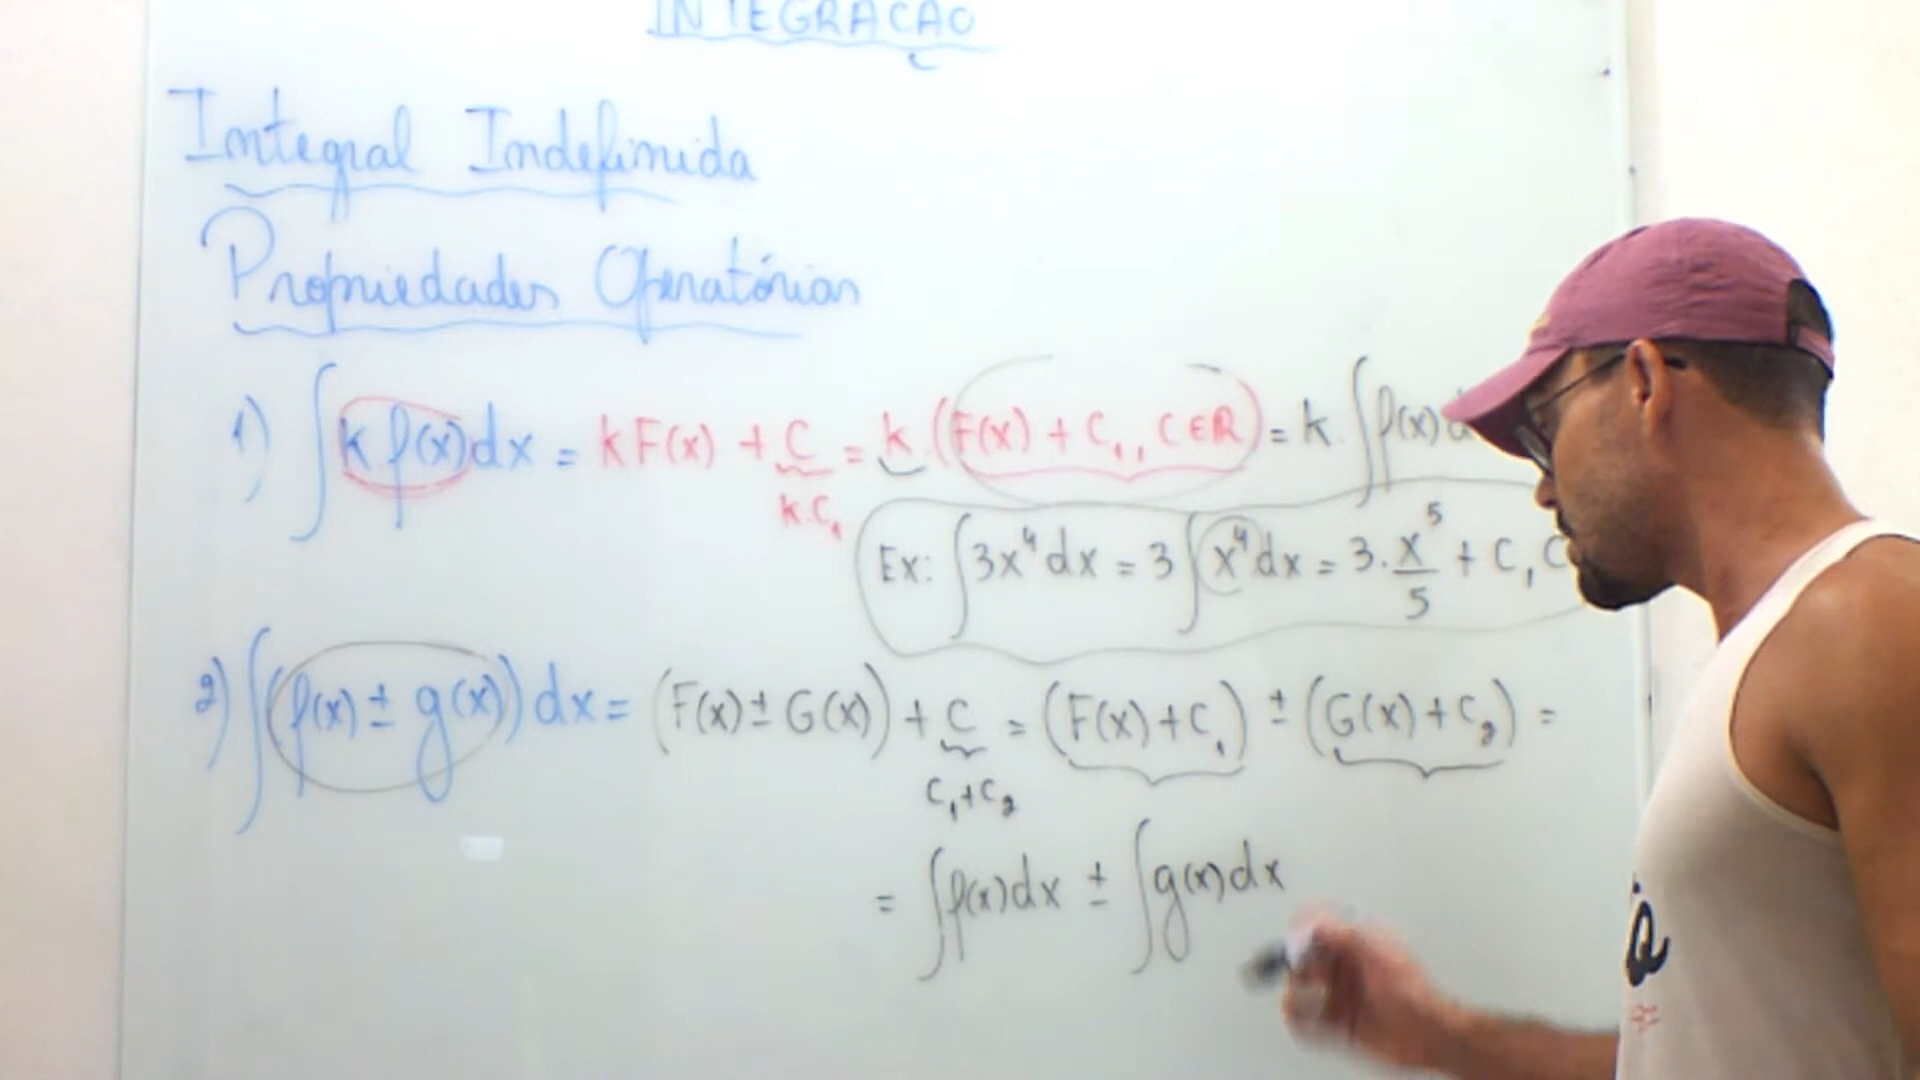 INTEGRAÇÃO
Integral Indefinida
Propriedades Operatórias
1) ∫ k.f(x)dx = kF(x) + C = k.(F(x) + C₁, C∈R) = k.∫f(x)d
k.C₁
Ex: ∫3x⁴dx = 3∫x⁴dx = 3.x⁵/5 + C, C
2) ∫(f(x) ± g(x))dx = (F(x) ± G(x)) + C = (F(x) + C₁) ± (G(x) + C₂) =
C₁+C₂
= ∫f(x)dx ± ∫g(x)dx